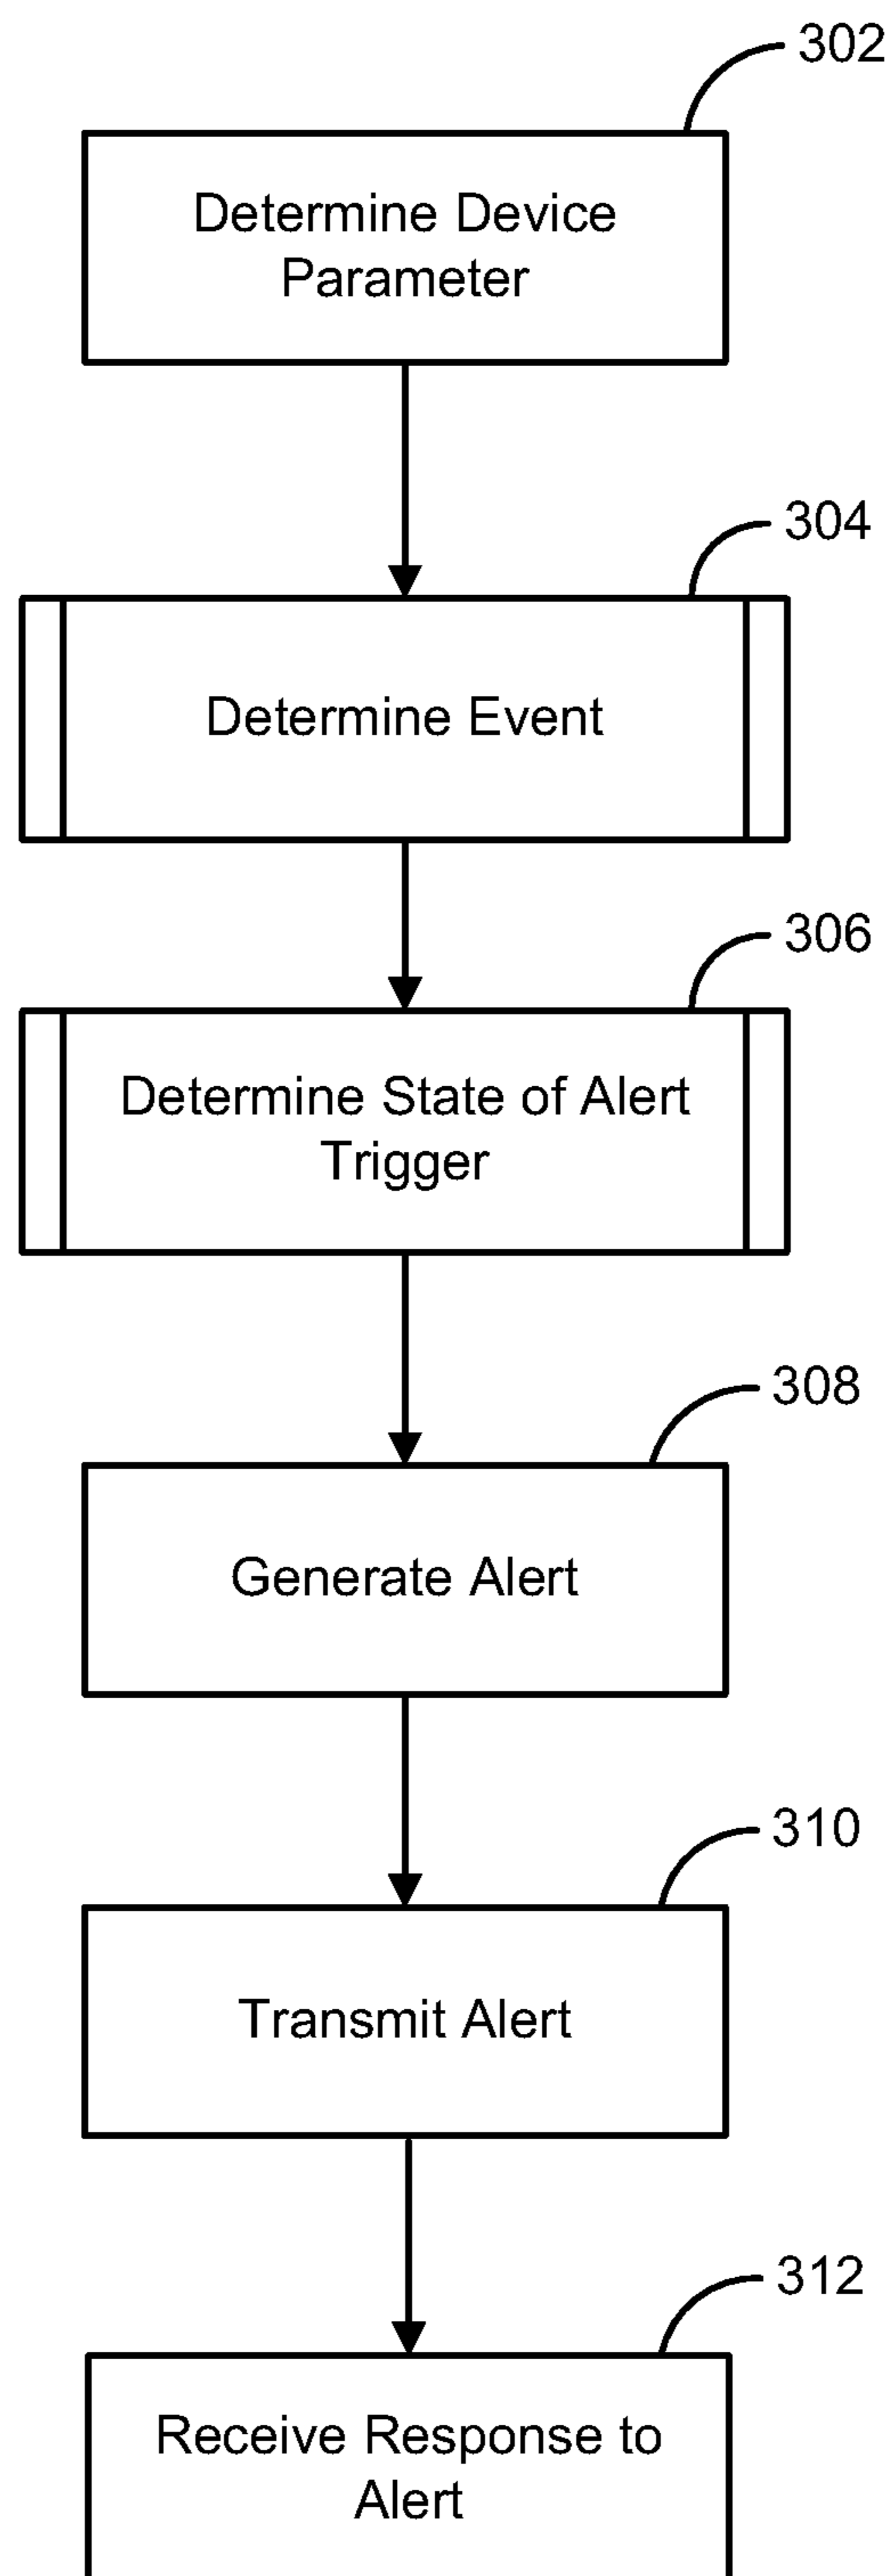 302
Determine Device
Parameter
304
Determine Event
306
Determine State of Alert
Trigger
308
Generate Alert
310
Transmit Alert
312
Receive Response to
Alert